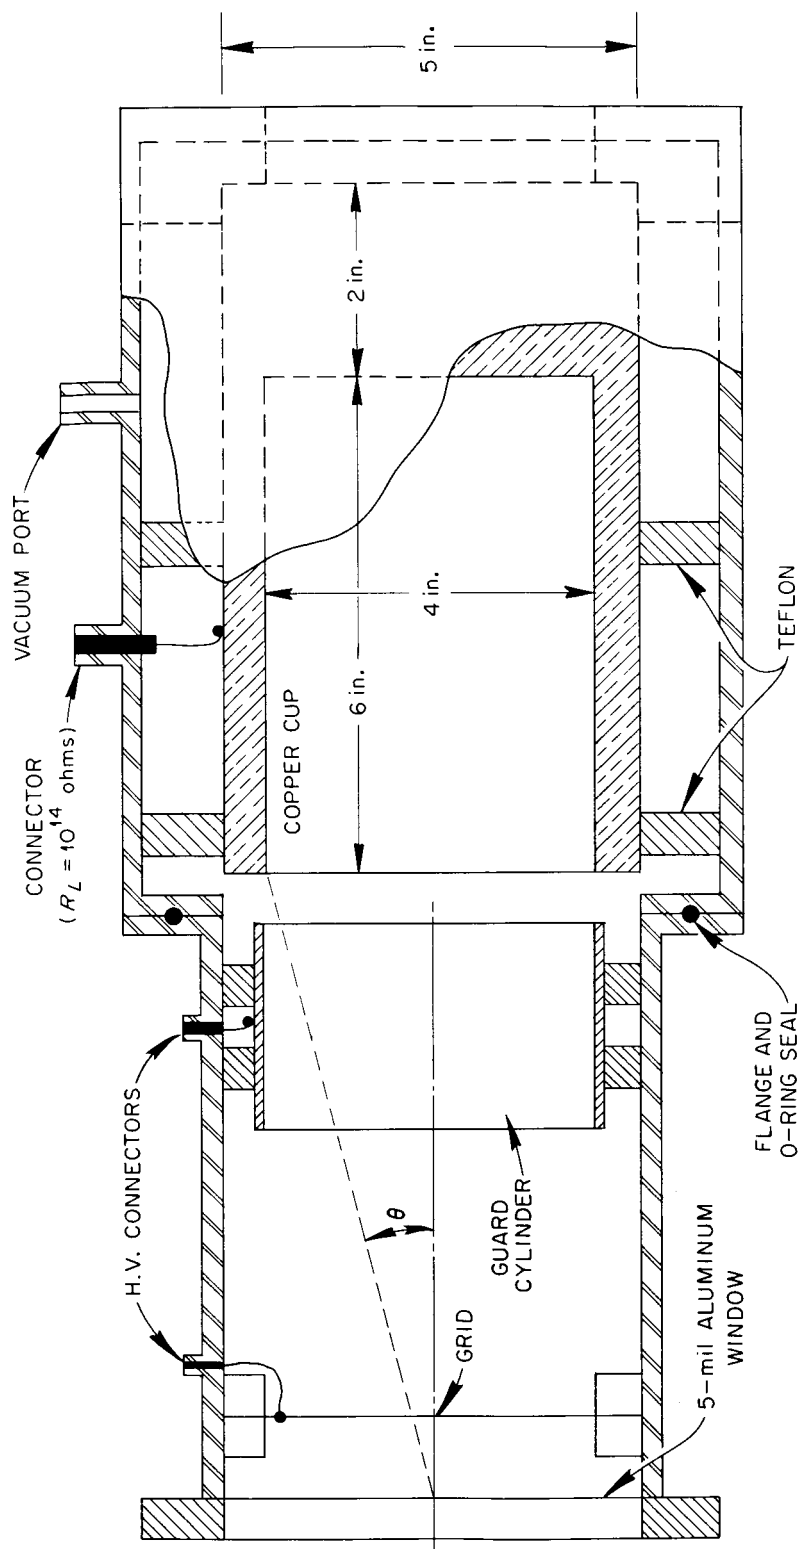 5 in.
2 in.
VACUUM PORT
CONNECTOR
(R_L = 10^14 ohms)
6 in.
4 in.
COPPER CUP
TEFLON
H.V. CONNECTORS
FLANGE AND
O-RING SEAL
θ
GUARD
CYLINDER
GRID
5-mil ALUMINUM
WINDOW